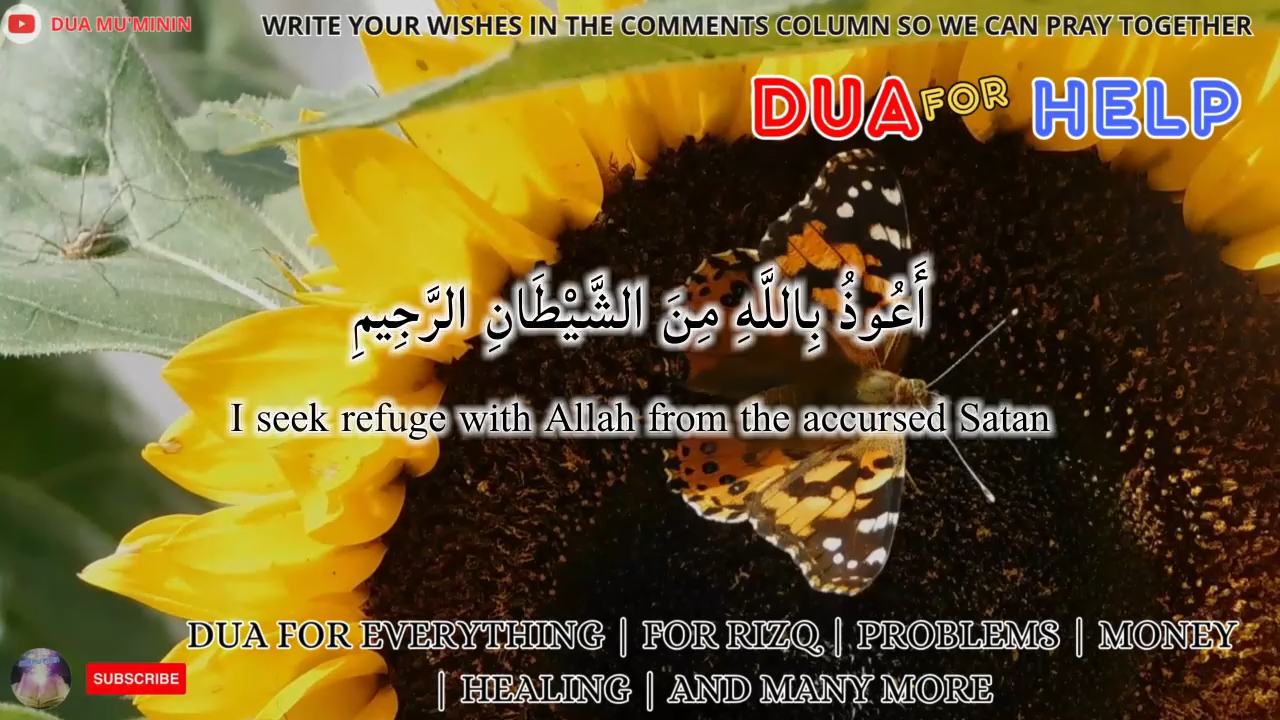 DUA MU'MININ
WRITE YOUR WISHES IN THE COMMENTS COLUMN SO WE CAN PRAY TOGETHER
DUA FOR HELP
أَعُوذُ بِاللَّهِ مِنَ الشَّيْطَانِ الرَّجِيمِ
I seek refuge with Allah from the accursed Satan
DUA FOR EVERYTHING | FOR RIZQ | PROBLEMS | MONEY
| HEALING | AND MANY MORE
SUBSCRIBE